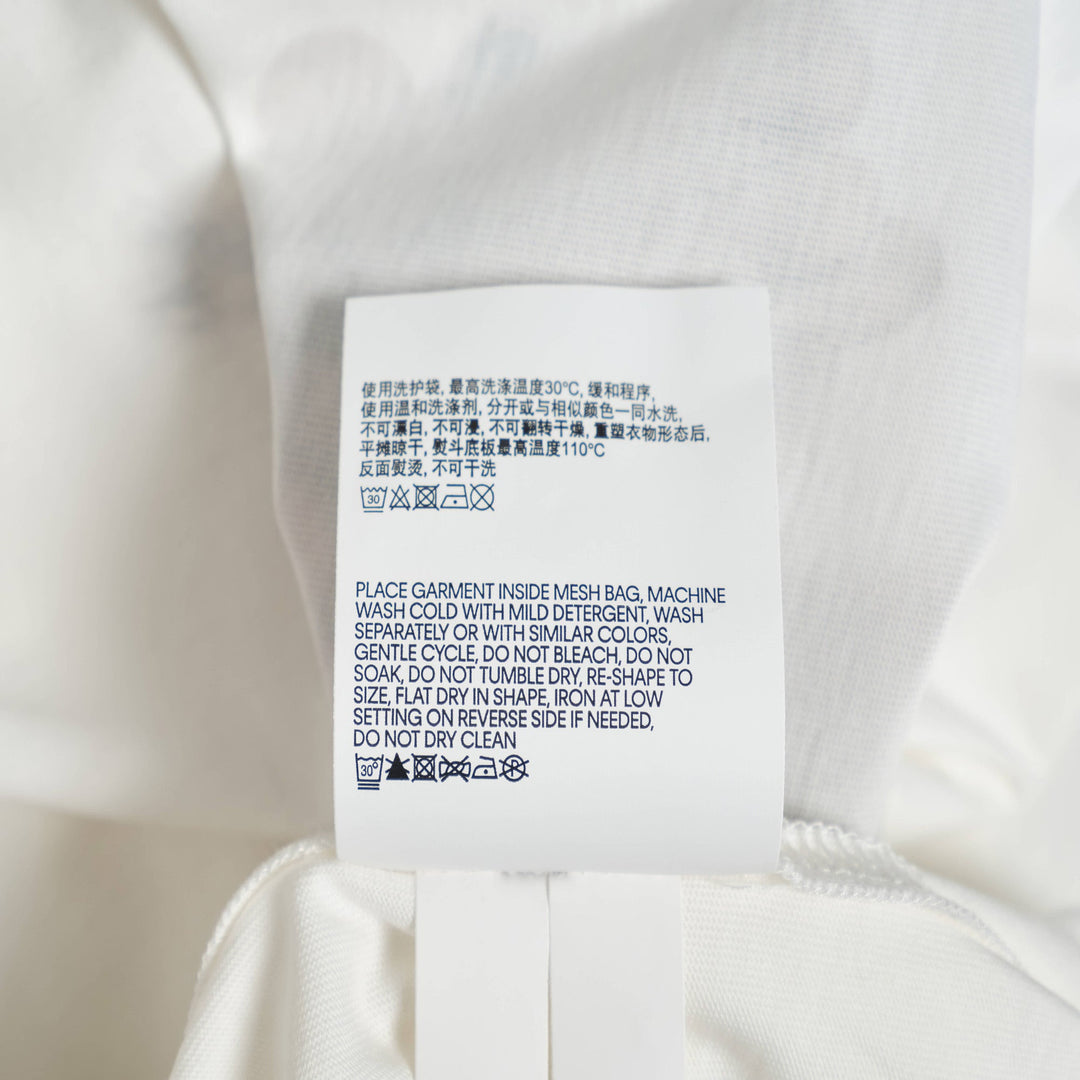 使用洗护袋, 最高洗涤温度30℃, 缓和程序,
使用温和洗涤剂, 分开或与相似颜色一同水洗,
不可漂白, 不可浸, 不可翻转干燥, 重塑衣物形态后,
平摊晾干, 熨斗底板最高温度110℃
反面熨烫, 不可干洗
30
PLACE GARMENT INSIDE MESH BAG, MACHINE
WASH COLD WITH MILD DETERGENT, WASH
SEPARATELY OR WITH SIMILAR COLORS,
GENTLE CYCLE, DO NOT BLEACH, DO NOT
SOAK, DO NOT TUMBLE DRY, RE-SHAPE TO
SIZE, FLAT DRY IN SHAPE, IRON AT LOW
SETTING ON REVERSE SIDE IF NEEDED,
DO NOT DRY CLEAN
30° P